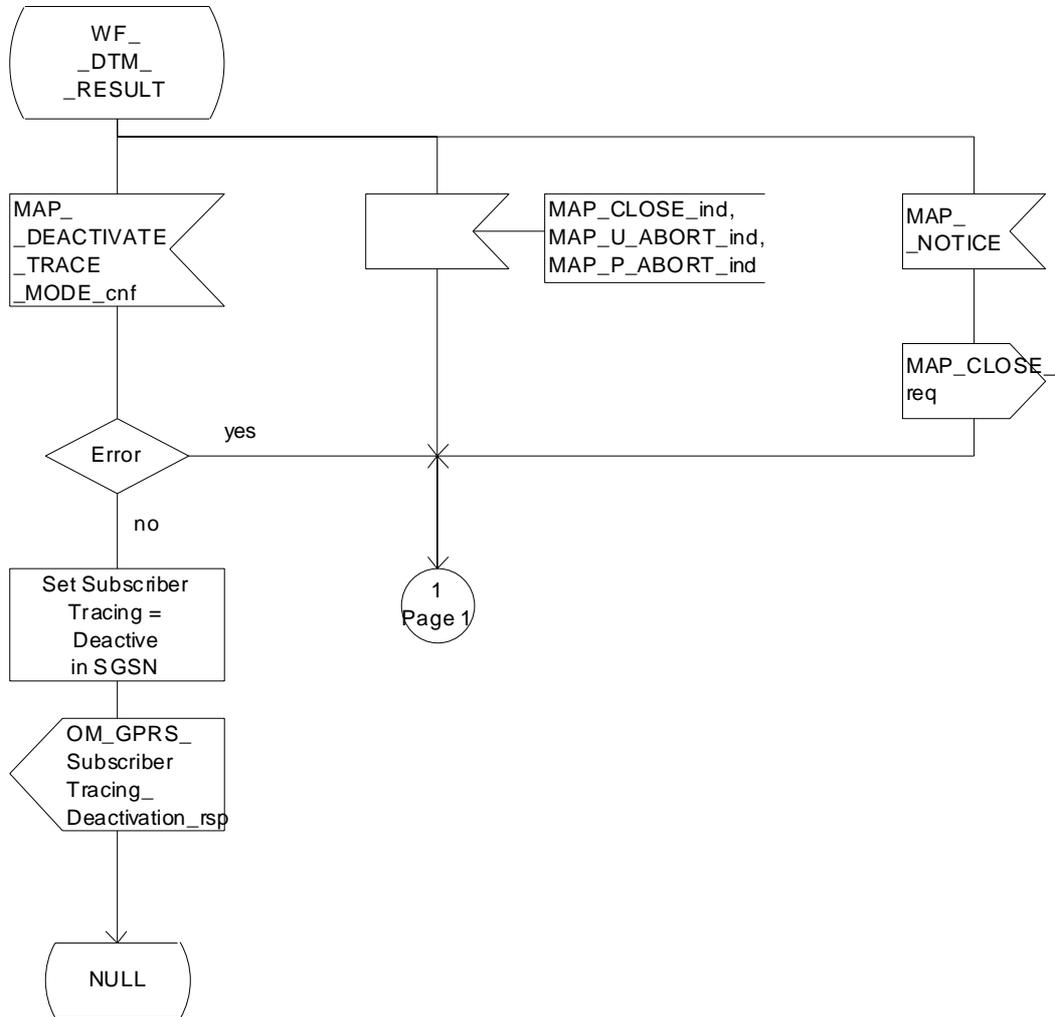 WF_
_DTM_
_RESULT
MAP_
_DEACTIVATE
_TRACE
_MODE_cnf
MAP_CLOSE_ind,
MAP_U_ABORT_ind,
MAP_P_ABORT_ind
MAP_
_NOTICE
MAP_CLOSE_
req
Error
yes
no
Set Subscriber
Tracing =
Deactive
in SGSN
1
Page 1
OM_GPRS_
Subscriber
Tracing_
Deactivation_rsp
NULL